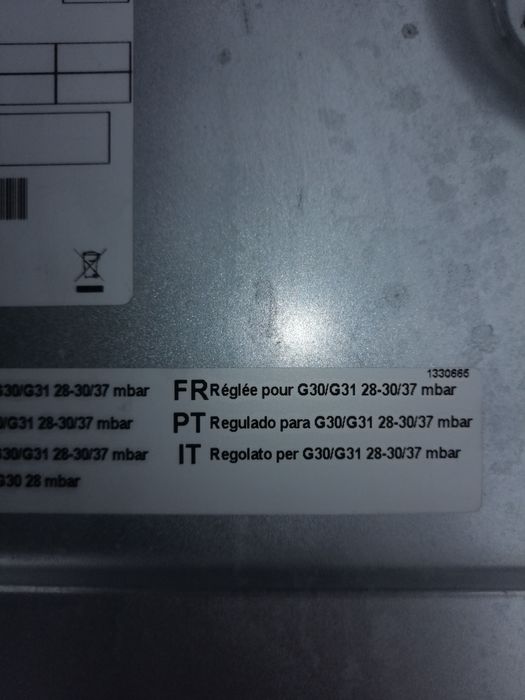 1330665
G30/G31 28-30/37 mbar FR Réglée pour G30/G31 28-30/37 mbar
/G31 28-30/37 mbar PT Regulado para G30/G31 28-30/37 mbar
G30/G31 28-30/37 mbar IT Regolato per G30/G31 28-30/37 mbar
G30 28 mbar